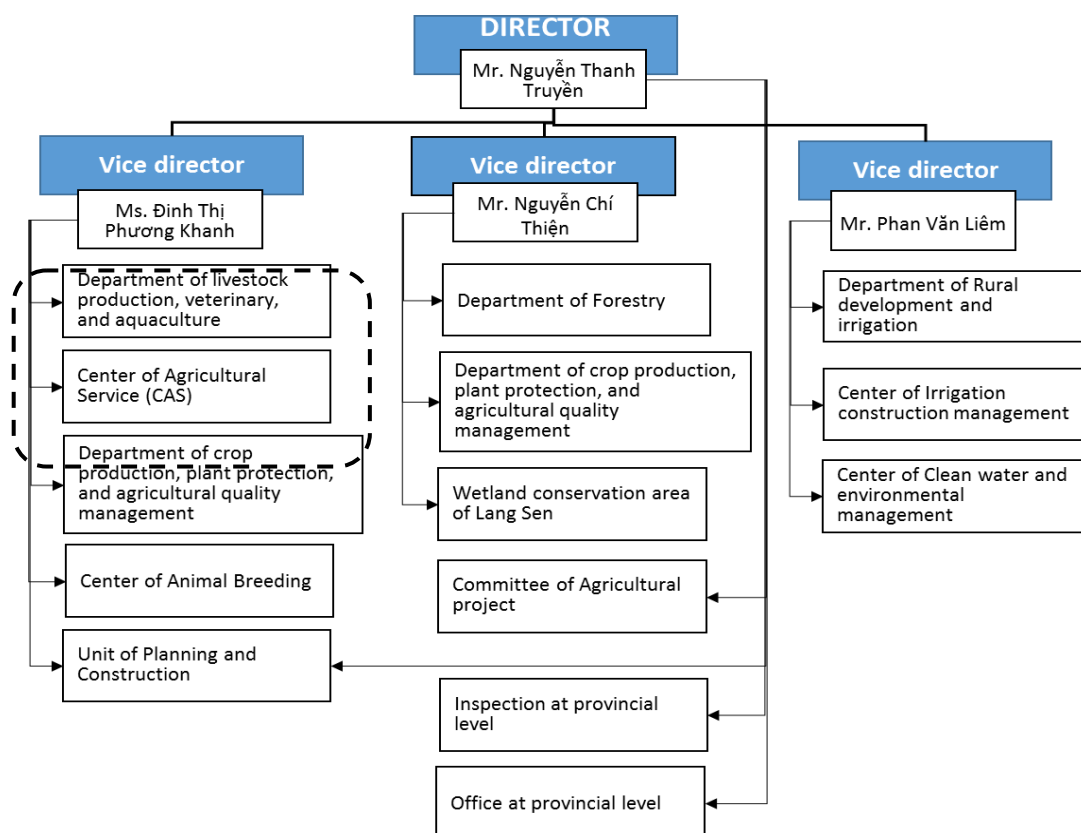 DIRECTOR
Mr. Nguyễn Thanh
Truyền
Vice director
Ms. Đinh Thị
Phương Khanh
Department of livestock
production, veterinary,
and aquaculture
Center of Agricultural
Service (CAS)
Department of crop
production, plant protection,
and agricultural quality
management
Center of Animal Breeding
Unit of Planning and
Construction
Vice director
Mr. Nguyễn Chí
Thiện
Department of Forestry
Department of crop production,
plant protection, and
agricultural quality
management
Wetland conservation area
of Lang Sen
Committee of Agricultural
project
Inspection at provincial
level
Office at provincial level
Vice director
Mr. Phan Văn Liêm
Department of Rural
development and
irrigation
Center of Irrigation
construction management
Center of Clean water and
environmental
management